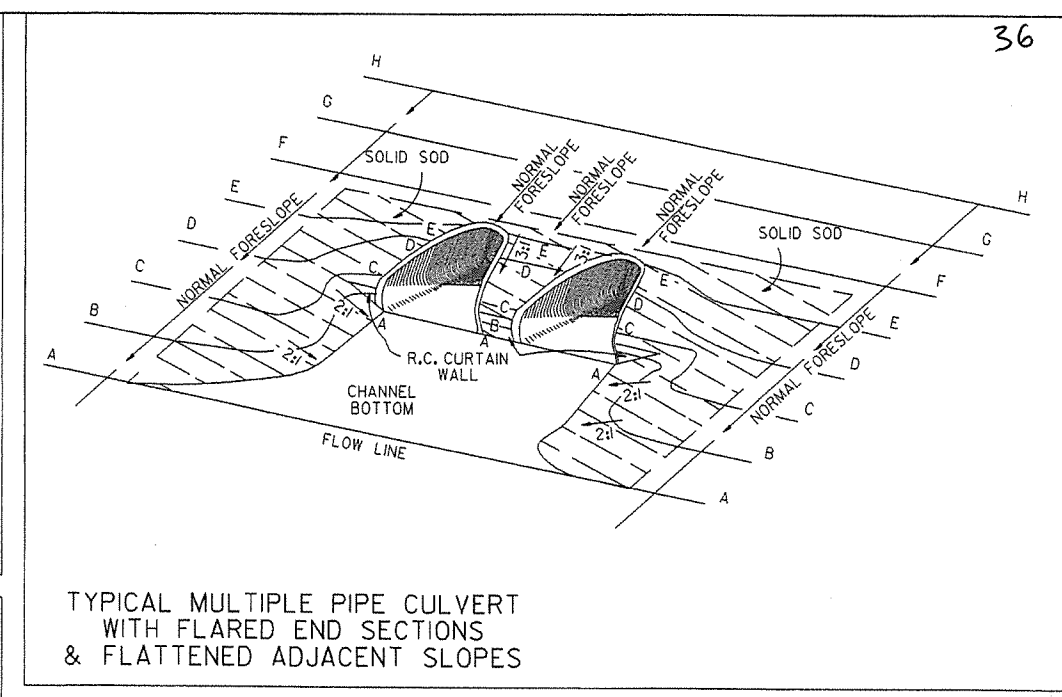 36
H
G
F
E
D
C
B
A
SOLID SOD
NORMAL FORESLOPE
NORMAL
FORESLOPE
NORMAL
FORESLOPE
NORMAL
FORESLOPE
SOLID SOD
H
G
F
E
D
C
B
A
NORMAL FORESLOPE
E
D
C
A
3:1
E
D
3:1
C
B
A
E
D
C
A
2:1
2:1
2:1
2:1
R.C. CURTAIN
WALL
CHANNEL
BOTTOM
FLOW LINE
TYPICAL MULTIPLE PIPE CULVERT
WITH FLARED END SECTIONS
& FLATTENED ADJACENT SLOPES